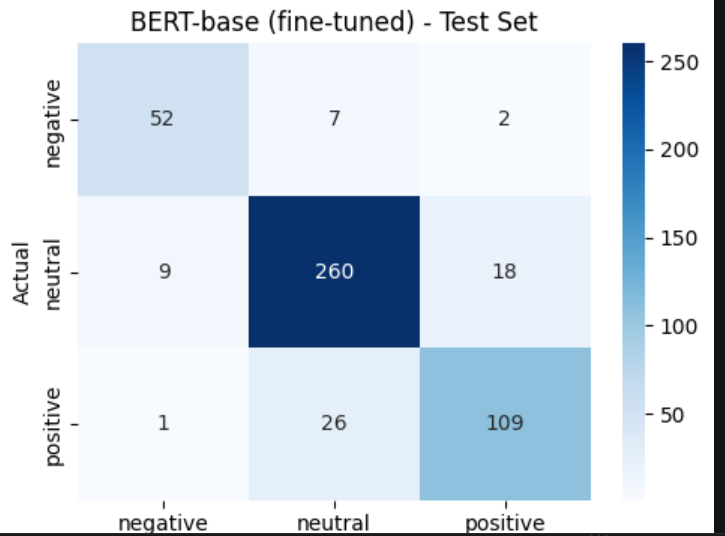 BERT-base (fine-tuned) - Test Set
negative
52
7
2
neutral
9
260
18
positive
1
26
109
Actual
negative
neutral
positive
250
200
150
100
50